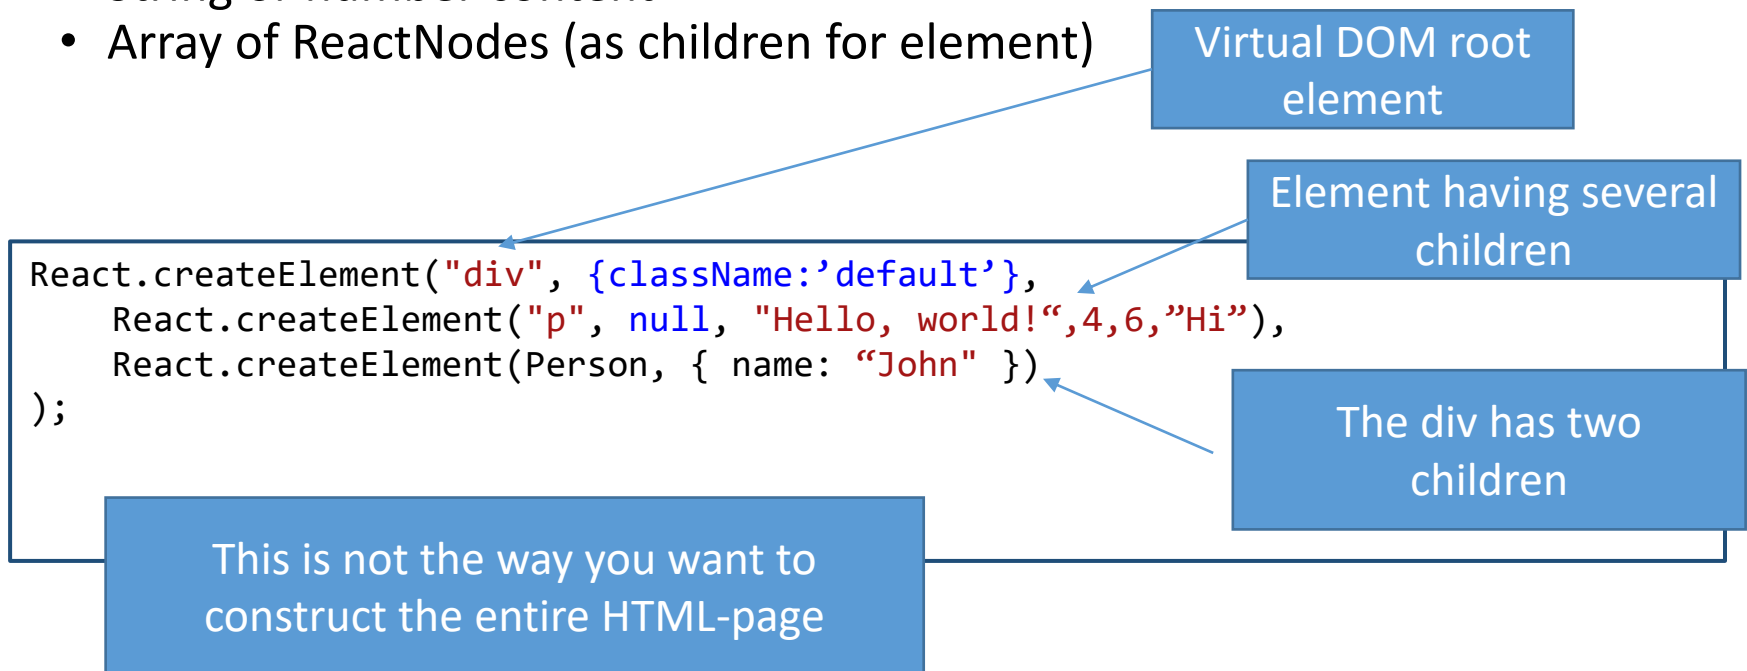 • Array of ReactNodes (as children for element)
Virtual DOM root
element
Element having several
children
React.createElement("div", {className:’default’},
React.createElement("p", null, "Hello, world!“,4,6,”Hi”),
React.createElement(Person, { name: “John" })
);
The div has two
children
This is not the way you want to
construct the entire HTML-page